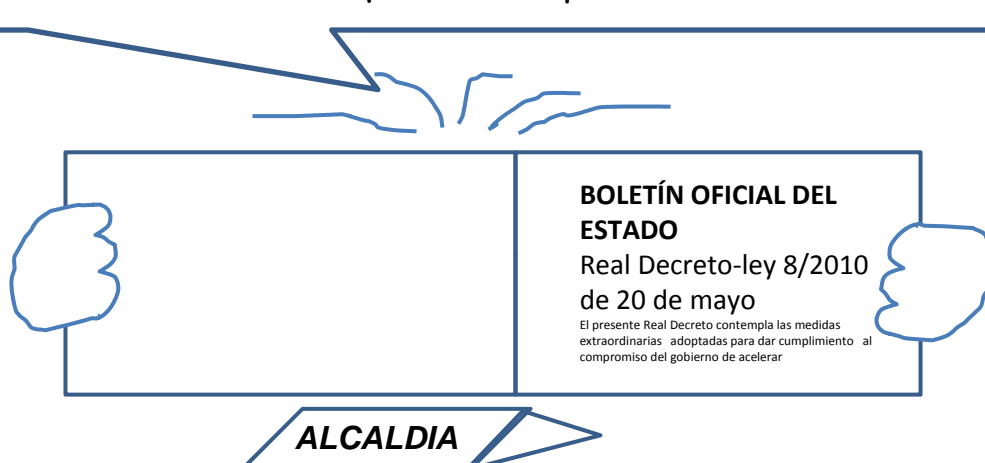 BOLETÍN OFICIAL DEL
ESTADO
Real Decreto-ley 8/2010
de 20 de mayo
El presente Real Decreto contempla las medidas
extraordinarias adoptadas para dar cumplimiento al
compromiso del gobierno de acelerar
ALCALDIA